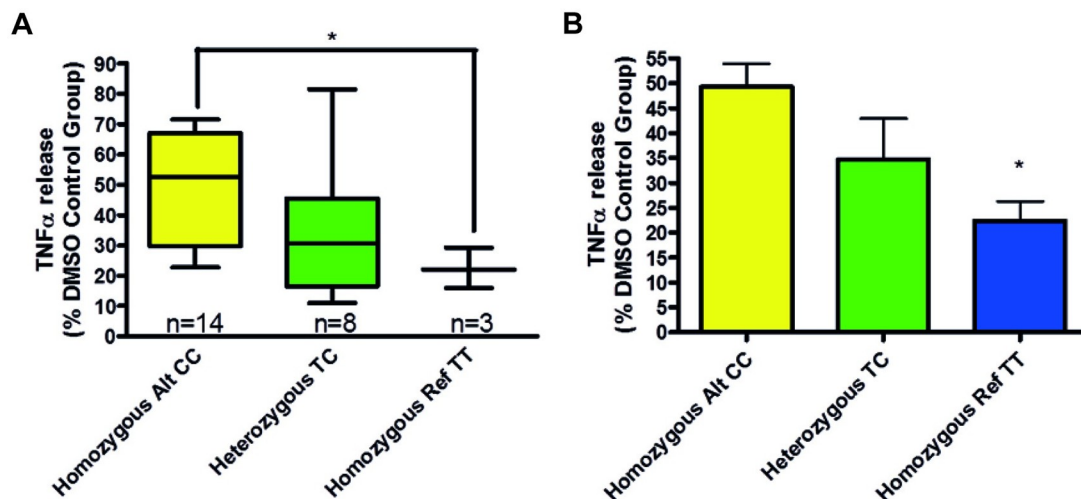 A
*
TNFα release
(% DMSO Control Group)
90
80
70
60
50
40
30
20
10
0
n=14
n=8
n=3
Homozygous Alt CC
Heterozygous TC
Homozygous Ref TT
B
TNFα release
(% DMSO Control Group)
55
50
45
40
35
30
25
20
15
10
5
0
*
Homozygous Alt CC
Heterozygous TC
Homozygous Ref TT